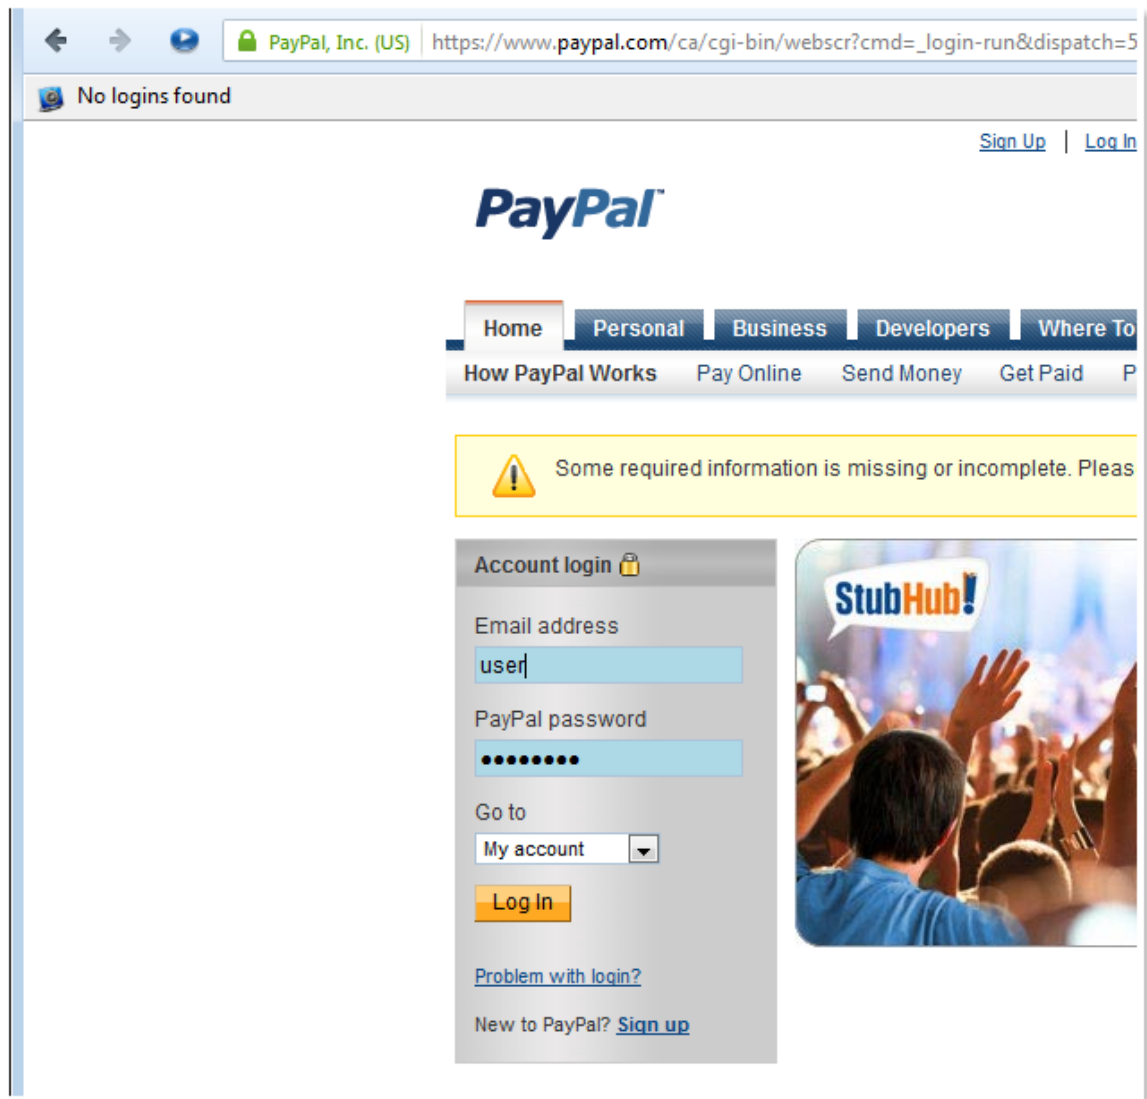 PayPal, Inc. (US) https://www.paypal.com/ca/cgi-bin/webscr?cmd=_login-run&dispatch=5
No logins found
Sign Up | Log In
PayPal™
Home Personal Business Developers Where To
How PayPal Works Pay Online Send Money Get Paid P
Some required information is missing or incomplete. Pleas
Account login
StubHub!
Email address
user
PayPal password
••••••••
Go to
My account
Log In
Problem with login?
New to PayPal? Sign up